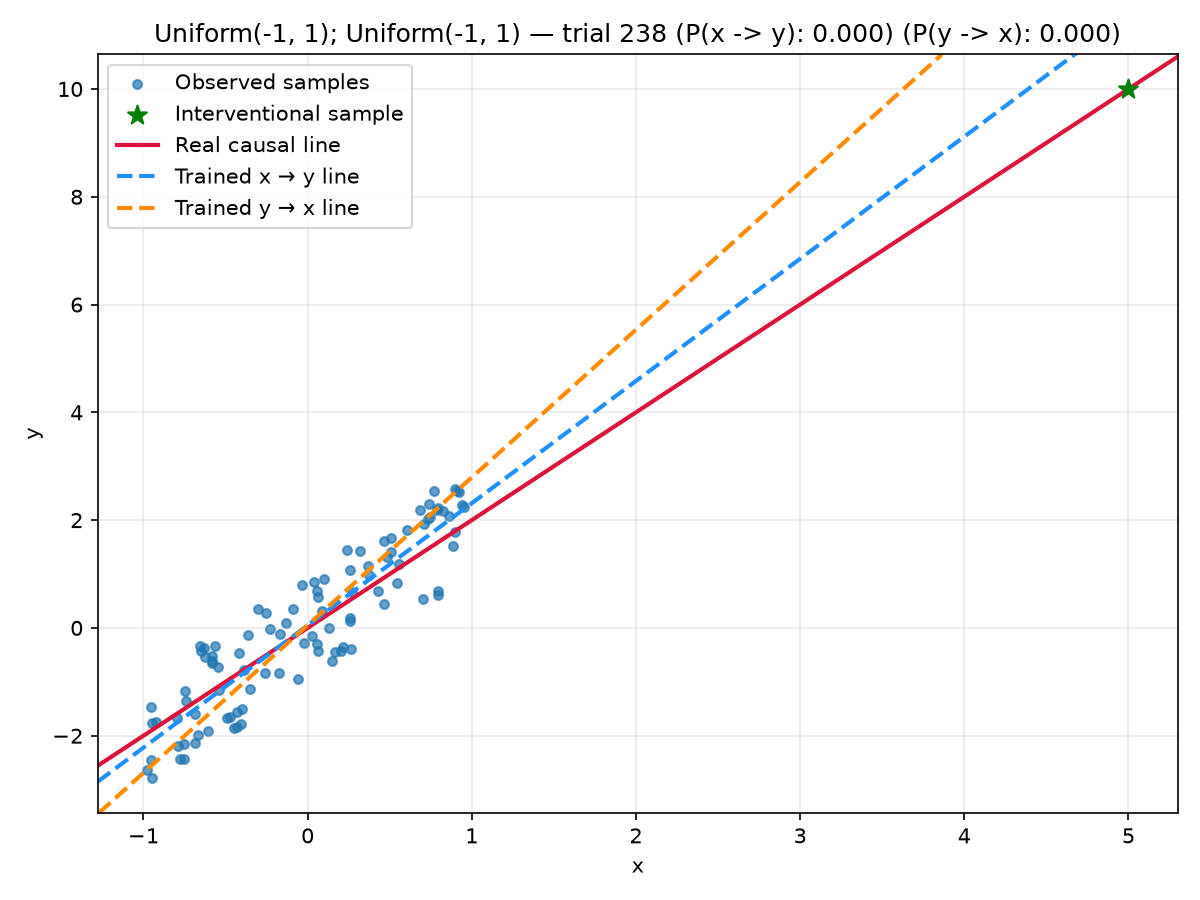 Uniform(-1, 1); Uniform(-1, 1) — trial 238 (P(x -> y): 0.000) (P(y -> x): 0.000)
Observed samples
Interventional sample
Real causal line
Trained x → y line
Trained y → x line
10
8
6
4
2
0
−2
y
−1
0
1
2
3
4
5
x